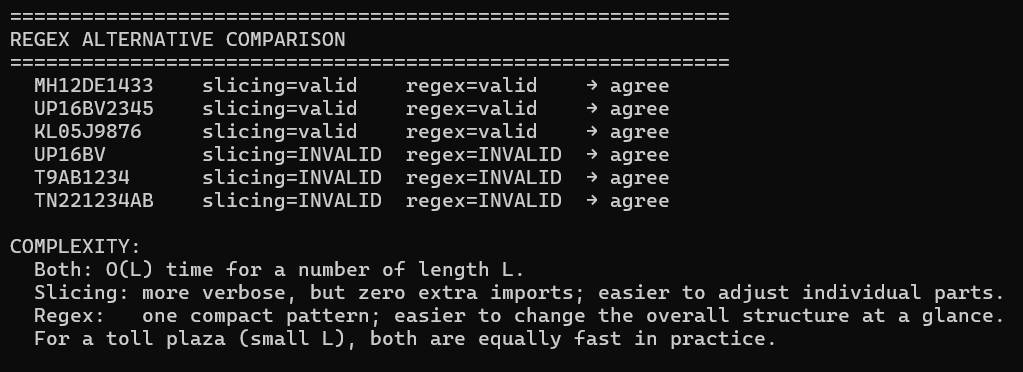 ============================================================
REGEX ALTERNATIVE COMPARISON
============================================================
  MH12DE1433    slicing=valid    regex=valid    → agree
  UP16BV2345    slicing=valid    regex=valid    → agree
  KL05J9876     slicing=valid    regex=valid    → agree
  UP16BV        slicing=INVALID  regex=INVALID  → agree
  T9AB1234      slicing=INVALID  regex=INVALID  → agree
  TN221234AB    slicing=INVALID  regex=INVALID  → agree

COMPLEXITY:
  Both: O(L) time for a number of length L.
  Slicing: more verbose, but zero extra imports; easier to adjust individual parts.
  Regex:   one compact pattern; easier to change the overall structure at a glance.
  For a toll plaza (small L), both are equally fast in practice.